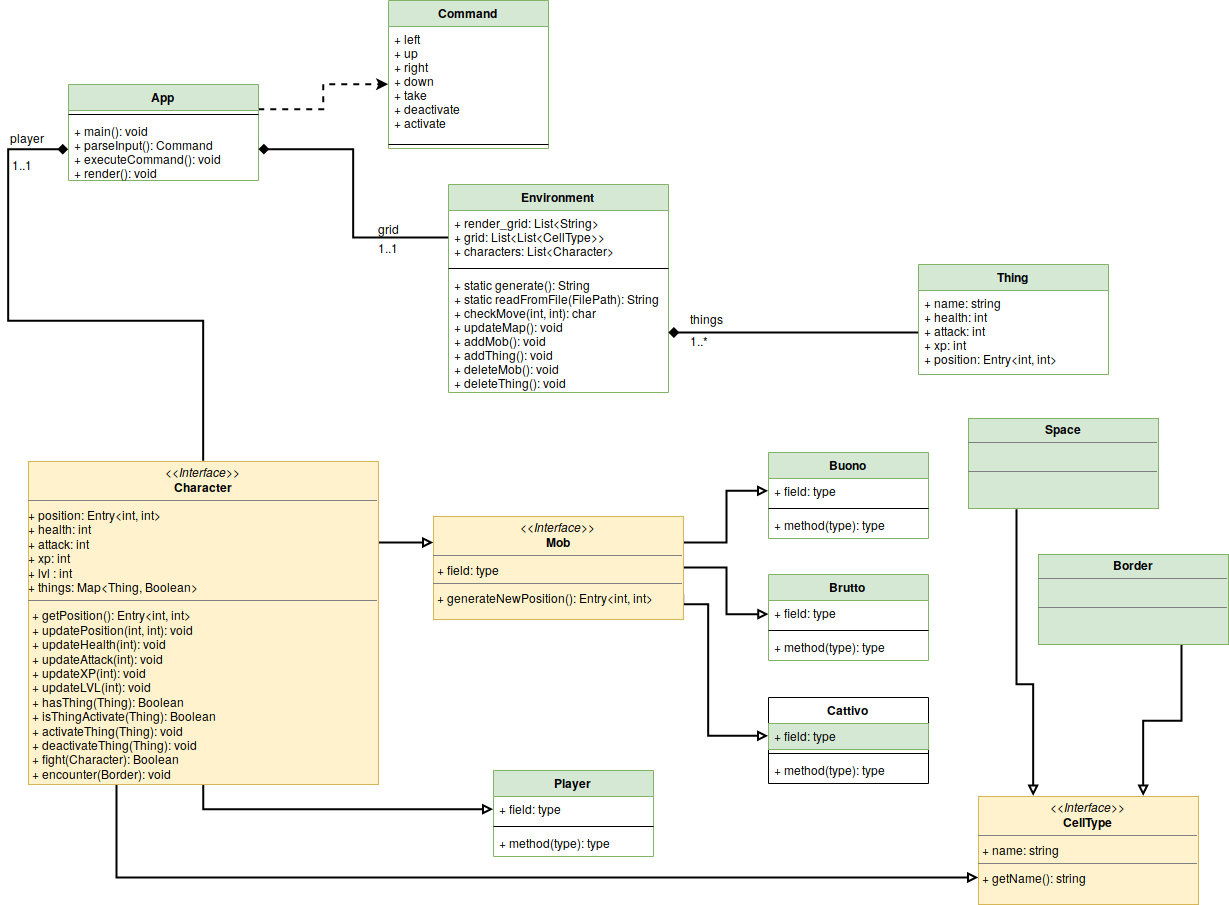 Command
+ left
+ up
+ right
+ down
+ take
+ deactivate
+ activate
App
+ main(): void
+ parseInput(): Command
+ executeCommand(): void
+ render(): void
player
1..1
grid
1..1
Environment
+ render_grid: List<String>
+ grid: List<List<CellType>>
+ characters: List<Character>
+ static generate(): String
+ static readFromFile(FilePath): String
+ checkMove(int, int): char
+ updateMap(): void
+ addMob(): void
+ addThing(): void
+ deleteMob(): void
+ deleteThing(): void
things
1..*
Thing
+ name: string
+ health: int
+ attack: int
+ xp: int
+ position: Entry<int, int>
Space
Border
<<Interface>>
Character
+ position: Entry<int, int>
+ health: int
+ attack: int
+ xp: int
+ lvl : int
+ things: Map<Thing, Boolean>
+ getPosition(): Entry<int, int>
+ updatePosition(int, int): void
+ updateHealth(int): void
+ updateAttack(int): void
+ updateXP(int): void
+ updateLVL(int): void
+ hasThing(Thing): Boolean
+ isThingActivate(Thing): Boolean
+ activateThing(Thing): void
+ deactivateThing(Thing): void
+ fight(Character): Boolean
+ encounter(Border): void
<<Interface>>
Mob
+ field: type
+ generateNewPosition(): Entry<int, int>
Buono
+ field: type
+ method(type): type
Brutto
+ field: type
+ method(type): type
Cattivo
+ field: type
+ method(type): type
Player
+ field: type
+ method(type): type
<<Interface>>
CellType
+ name: string
+ getName(): string